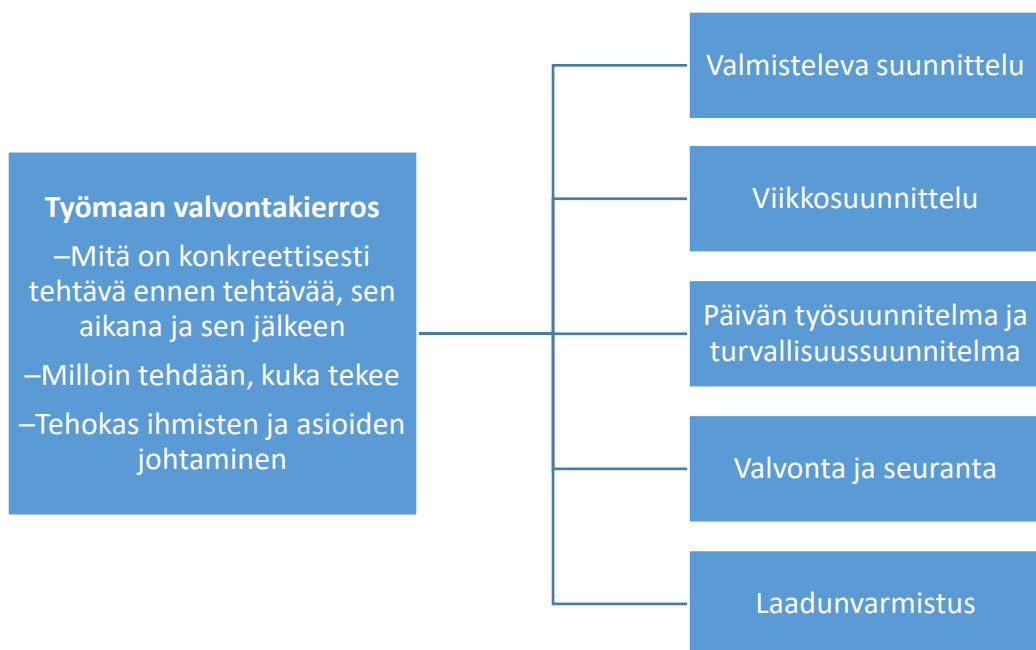 Työmaan valvontakierros
–Mitä on konkreettisesti
tehtävä ennen tehtävää, sen
aikana ja sen jälkeen
–Milloin tehdään, kuka tekee
–Tehokas ihmisten ja asioiden
johtaminen
Valmisteleva suunnittelu
Viikkosuunnittelu
Päivän työsuunnitelma ja
turvallisuussuunnitelma
Valvonta ja seuranta
Laadunvarmistus